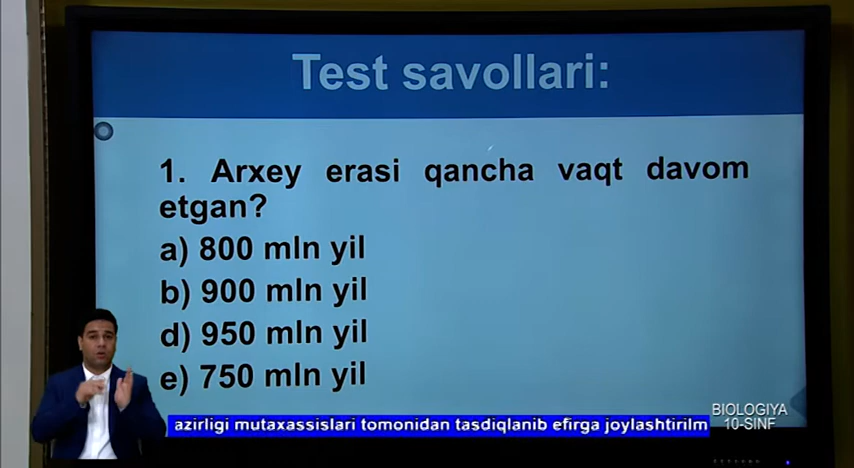 Test savollari:
1. Arxey erasi qancha vaqt davom
etgan?
a) 800 mln yil
b) 900 mln yil
d) 950 mln yil
e) 750 mln yil
azirligi mutaxassislari tomonidan tasdiqlanib efirga joylashtirilm
BIOLOGIYA
10-SINF